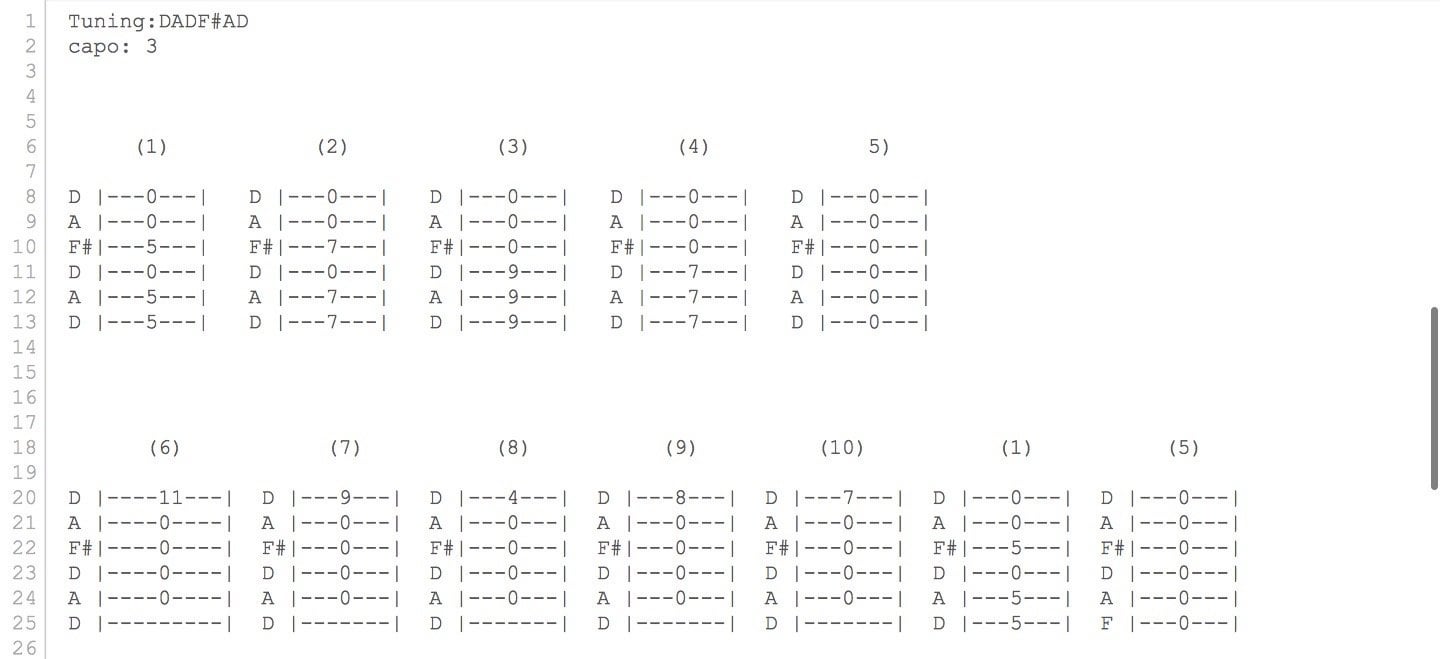 1 Tuning:DADF#AD
2 capo: 3
3
4
5
6 (1) (2) (3) (4) 5)
7
8 D |---0---| D |---0---| D |---0---| D |---0---| D |---0---|
9 A |---0---| A |---0---| A |---0---| A |---0---| A |---0---|
10 F#|---5---| F#|---7---| F#|---0---| F#|---0---| F#|---0---|
11 D |---0---| D |---0---| D |---9---| D |---7---| D |---0---|
12 A |---5---| A |---7---| A |---9---| A |---7---| A |---0---|
13 D |---5---| D |---7---| D |---9---| D |---7---| D |---0---|
14
15
16
17
18 (6) (7) (8) (9) (10) (1) (5)
19
20 D |----11---| D |---9---| D |---4---| D |---8---| D |---7---| D |---0---| D |---0---|
21 A |----0----| A |---0---| A |---0---| A |---0---| A |---0---| A |---0---| A |---0---|
22 F#|----0----| F#|---0---| F#|---0---| F#|---0---| F#|---0---| F#|---5---| F#|---0---|
23 D |----0----| D |---0---| D |---0---| D |---0---| D |---0---| D |---0---| D |---0---|
24 A |----0----| A |---0---| A |---0---| A |---0---| A |---0---| A |---5---| A |---0---|
25 D |---------| D |-------| D |-------| D |-------| D |-------| D |---5---| F |---0---|
26